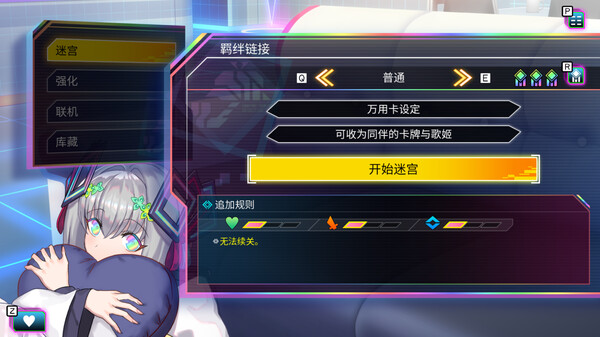 P
迷宫
强化
联机
库藏
羁绊链接
R
Q 普通 E
万用卡设定
可收为同伴的卡牌与歌姬
开始迷宫
追加规则
无法续关。
Z